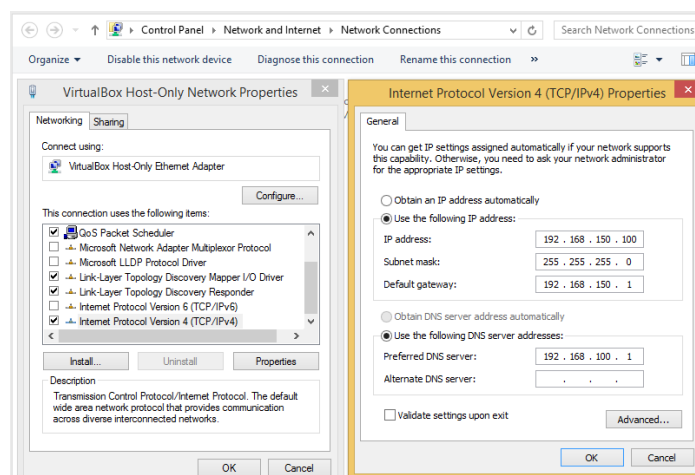 Control Panel Network and Internet Network Connections
Search Network Connections
Organize Disable this network device Diagnose this connection Rename this connection »
VirtualBox Host-Only Network Properties
Networking Sharing
Connect using:
VirtualBox Host-Only Ethernet Adapter
Configure...
This connection uses the following items:
QoS Packet Scheduler
Microsoft Network Adapter Multiplexor Protocol
Microsoft LLDP Protocol Driver
Link-Layer Topology Discovery Mapper I/O Driver
Link-Layer Topology Discovery Responder
Internet Protocol Version 6 (TCP/IPv6)
Internet Protocol Version 4 (TCP/IPv4)
Install... Uninstall Properties
Description
Transmission Control Protocol/Internet Protocol. The default
wide area network protocol that provides communication
across diverse interconnected networks.
OK Cancel
Internet Protocol Version 4 (TCP/IPv4) Properties
General
You can get IP settings assigned automatically if your network supports
this capability. Otherwise, you need to ask your network administrator
for the appropriate IP settings.
Obtain an IP address automatically
Use the following IP address:
IP address: 192 . 168 . 150 . 100
Subnet mask: 255 . 255 . 255 . 0
Default gateway: 192 . 168 . 150 . 1
Obtain DNS server address automatically
Use the following DNS server addresses:
Preferred DNS server: 192 . 168 . 100 . 1
Alternate DNS server: . . .
Validate settings upon exit
Advanced...
OK Cancel